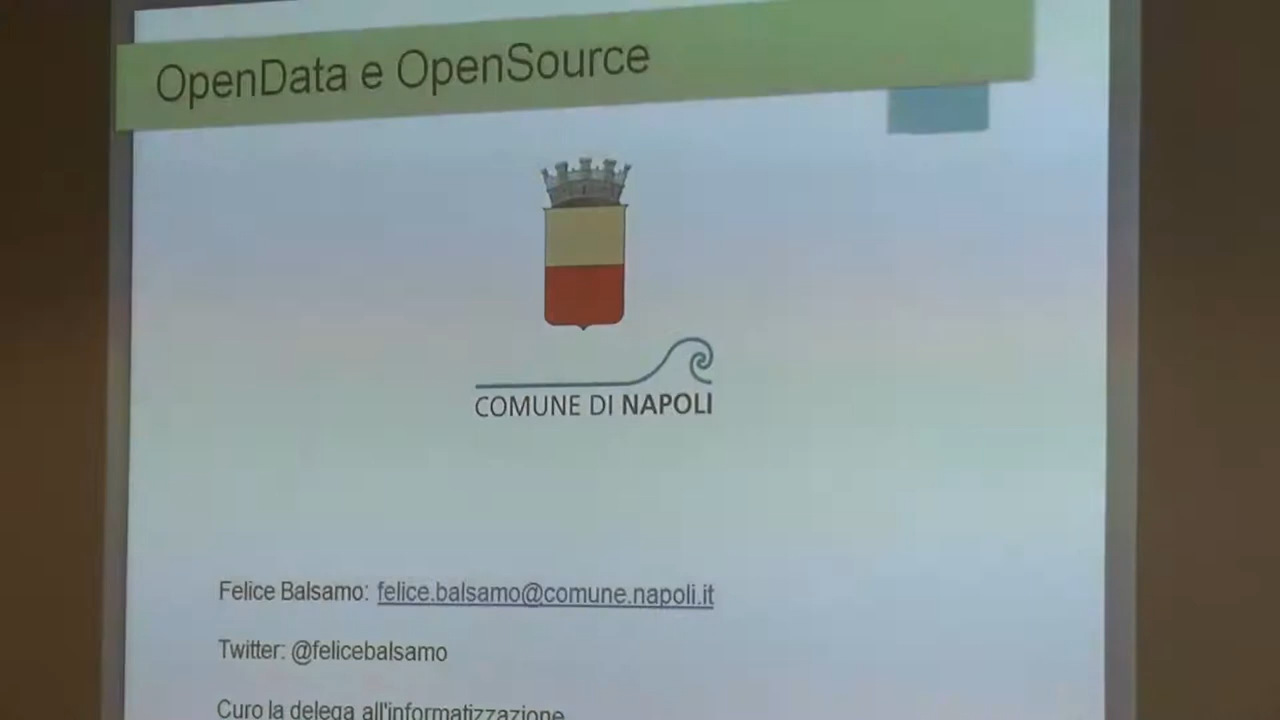 OpenData e OpenSource
COMUNE DI NAPOLI
Felice Balsamo: felice.balsamo@comune.napoli.it
Twitter: @felicebalsamo
Curo la delega all'informatizzazione